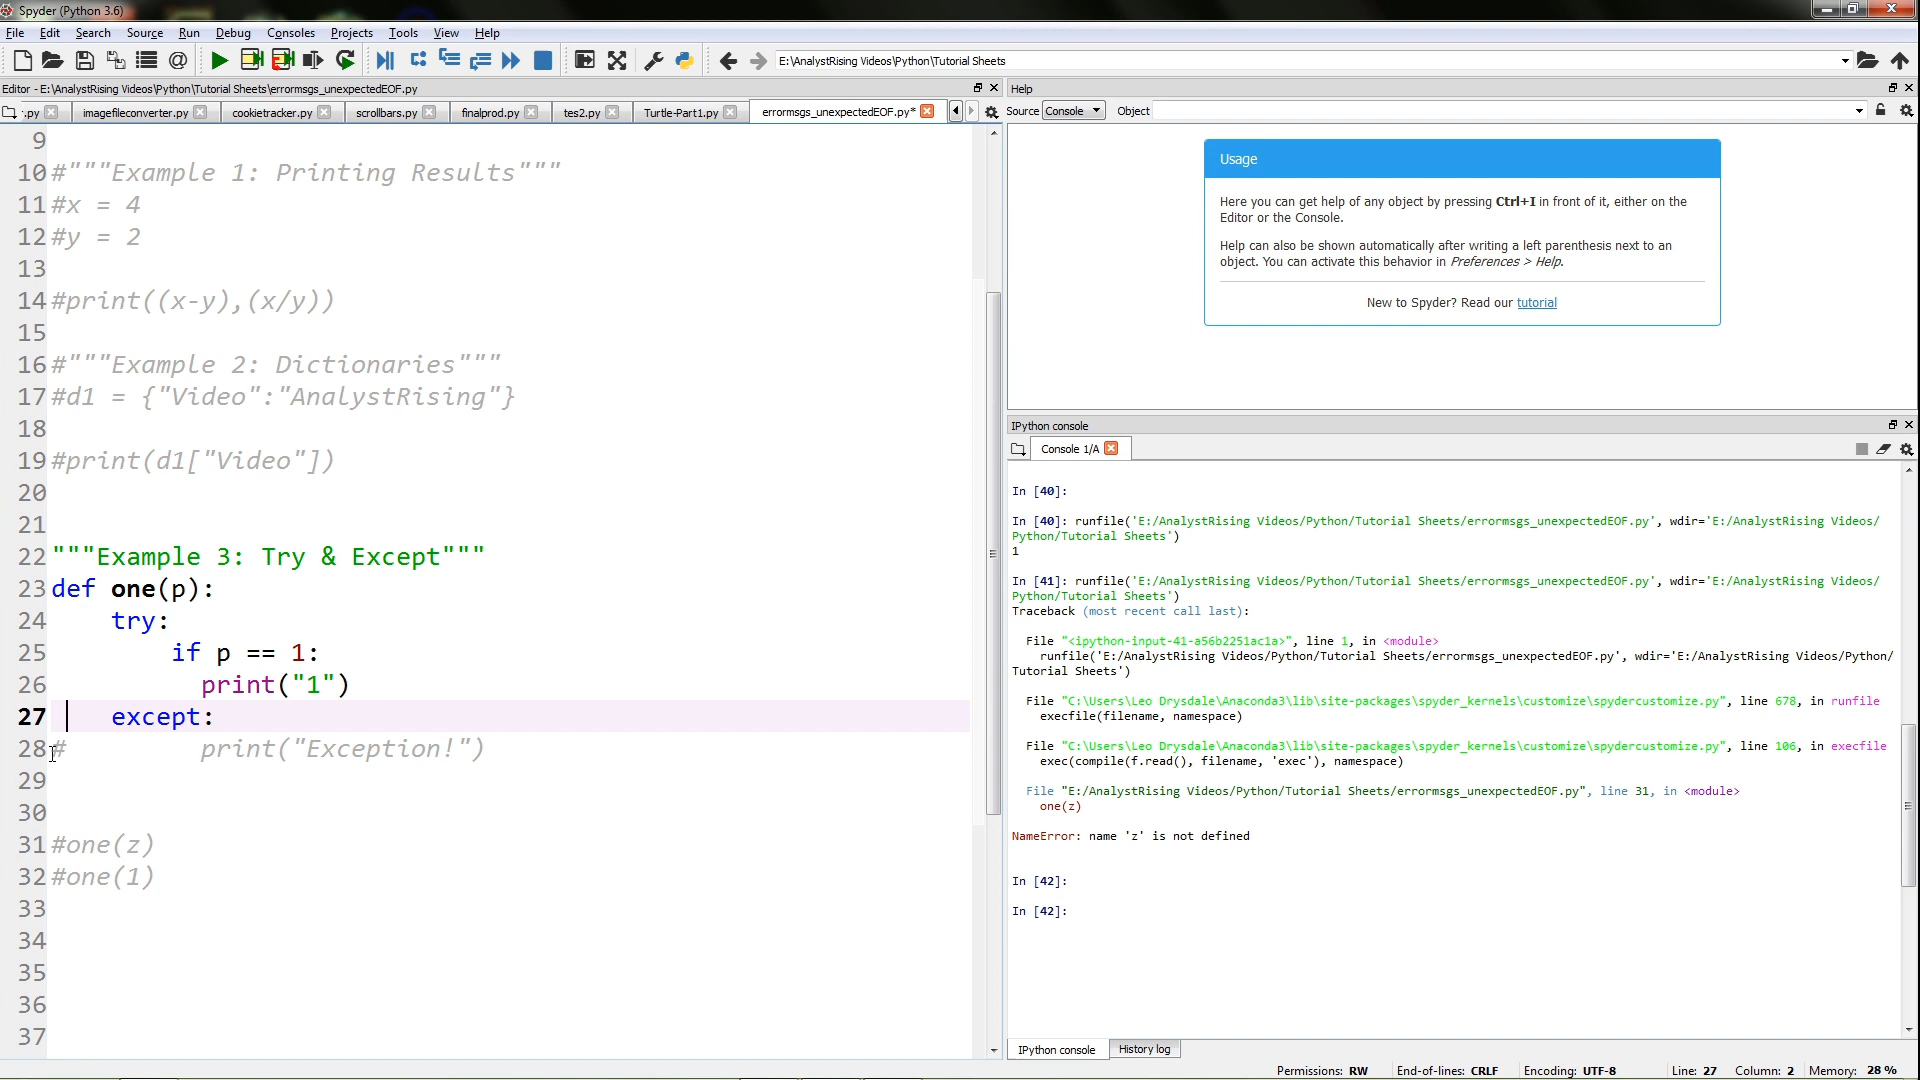 Spyder (Python 3.6)
File Edit Search Source Run Debug Consoles Projects Tools View Help
E:\AnalystRising Videos\Python\Tutorial Sheets
Editor - E:\AnalystRising Videos\Python\Tutorial Sheets\errormsgs_unexpectedEOF.py
.py imagefileconverter.py cookietracker.py scrollbars.py finalprod.py tes2.py Turtle-Part1.py errormsgs_unexpectedEOF.py*
9
10 #"""Example 1: Printing Results"""
11 #x = 4
12 #y = 2
13
14 #print((x-y),(x/y))
15
16 #"""Example 2: Dictionaries"""
17 #d1 = {"Video":"AnalystRising"}
18
19 #print(d1["Video"])
20
21
22 """Example 3: Try & Except"""
23 def one(p):
24     try:
25         if p == 1:
26           print("1")
27     except:
28 #         print("Exception!")
29
30
31 #one(z)
32 #one(1)
33
34
35
36
37
Help
Source Console Object
Usage
Here you can get help of any object by pressing Ctrl+I in front of it, either on the
Editor or the Console.
Help can also be shown automatically after writing a left parenthesis next to an
object. You can activate this behavior in Preferences > Help.
New to Spyder? Read our tutorial
IPython console
Console 1/A
In [40]:
In [40]: runfile('E:/AnalystRising Videos/Python/Tutorial Sheets/errormsgs_unexpectedEOF.py', wdir='E:/AnalystRising Videos/
Python/Tutorial Sheets')
1
In [41]: runfile('E:/AnalystRising Videos/Python/Tutorial Sheets/errormsgs_unexpectedEOF.py', wdir='E:/AnalystRising Videos/
Python/Tutorial Sheets')
Traceback (most recent call last):
File "<ipython-input-41-a56b2251ac1a>", line 1, in <module>
runfile('E:/AnalystRising Videos/Python/Tutorial Sheets/errormsgs_unexpectedEOF.py', wdir='E:/AnalystRising Videos/Python/
Tutorial Sheets')
File "C:\Users\Leo Drysdale\Anaconda3\lib\site-packages\spyder_kernels\customize\spydercustomize.py", line 678, in runfile
execfile(filename, namespace)
File "C:\Users\Leo Drysdale\Anaconda3\lib\site-packages\spyder_kernels\customize\spydercustomize.py", line 106, in execfile
exec(compile(f.read(), filename, 'exec'), namespace)
File "E:/AnalystRising Videos/Python/Tutorial Sheets/errormsgs_unexpectedEOF.py", line 31, in <module>
one(z)
NameError: name 'z' is not defined
In [42]:
In [42]:
IPython console History log
Permissions: RW End-of-lines: CRLF Encoding: UTF-8 Line: 27 Column: 2 Memory: 28 %